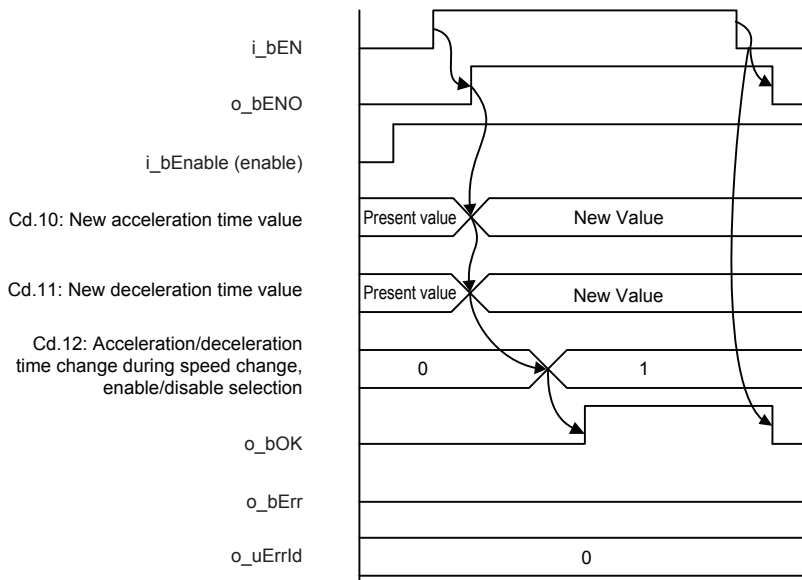 i_bEN
o_bENO
i_bEnable (enable)
Cd.10: New acceleration time value
Present value
New Value
Cd.11: New deceleration time value
Present value
New Value
Cd.12: Acceleration/deceleration
time change during speed change,
enable/disable selection
0
1
o_bOK
o_bErr
o_uErrId
0